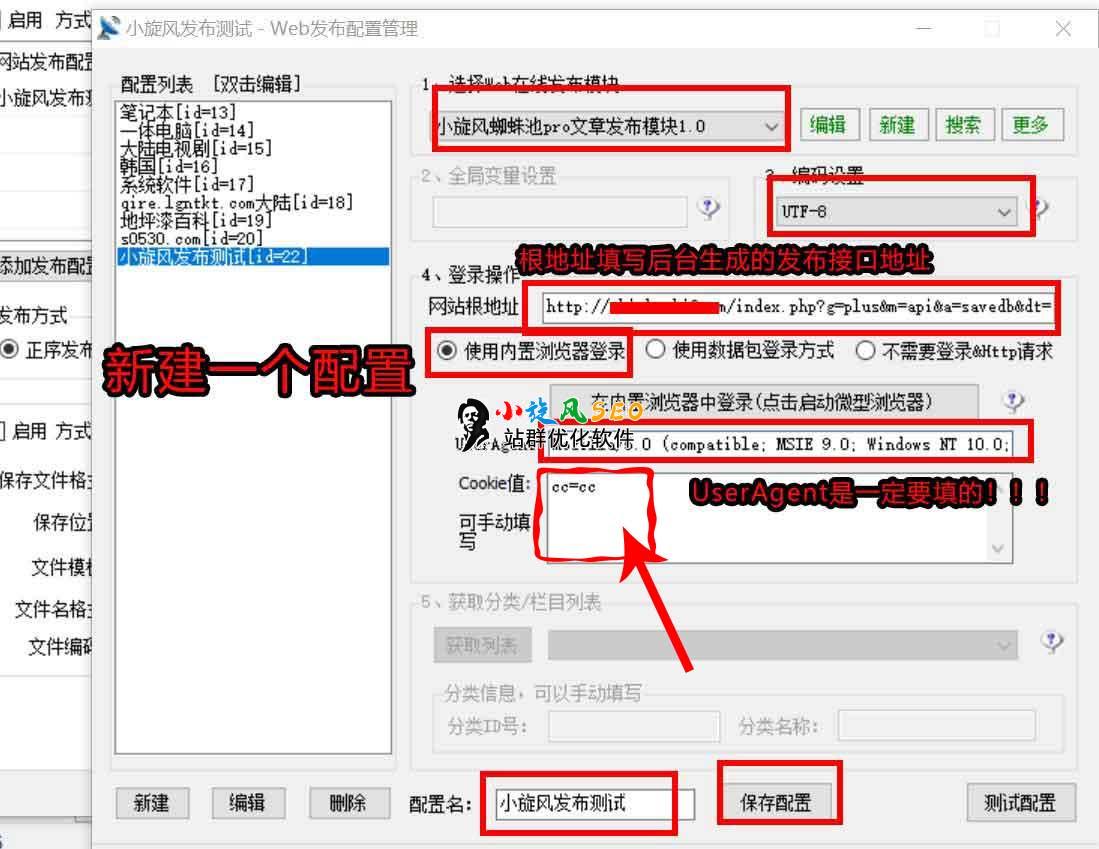 启用 方式
网站发布配置
小旋风发布测
添加发布配置
发布方式
正序发布
启用 方式
保存文件格式
保存位置
文件模板
文件名格式
文件编码
小旋风发布测试 - Web发布配置管理
配置列表 [双击编辑]
笔记本[id=13]
一体电脑[id=14]
大陆电视剧[id=15]
韩国[id=16]
系统软件[id=17]
qire.lgntkt.com大陆[id=18]
地坪漆百科[id=19]
s0530.com[id=20]
小旋风发布测试[id=22]
新建一个配置
1、选择Web在线发布模块
小旋风蜘蛛池pro文章发布模块1.0
编辑 新建 搜索 更多
2、全局变量设置
3、编码设置
UTF-8
根地址填写后台生成的发布接口地址
4、登录操作
网站根地址 http:// m/index.php?g=plus&m=api&a=savedb&dt=
使用内置浏览器登录 使用数据包登录方式 不需要登录&Http请求
在内置浏览器中登录(点击启动微型浏览器)
小旋风SEO
站群优化软件
UserAgent 5.0 (compatible; MSIE 9.0; Windows NT 10.0;
Cookie值: cc=cc
UserAgent是一定要填的！！！
可手动填
写
5、获取分类/栏目列表
获取列表
分类信息，可以手动填写
分类ID号: 分类名称:
新建 编辑 删除 配置名: 小旋风发布测试 保存配置 测试配置